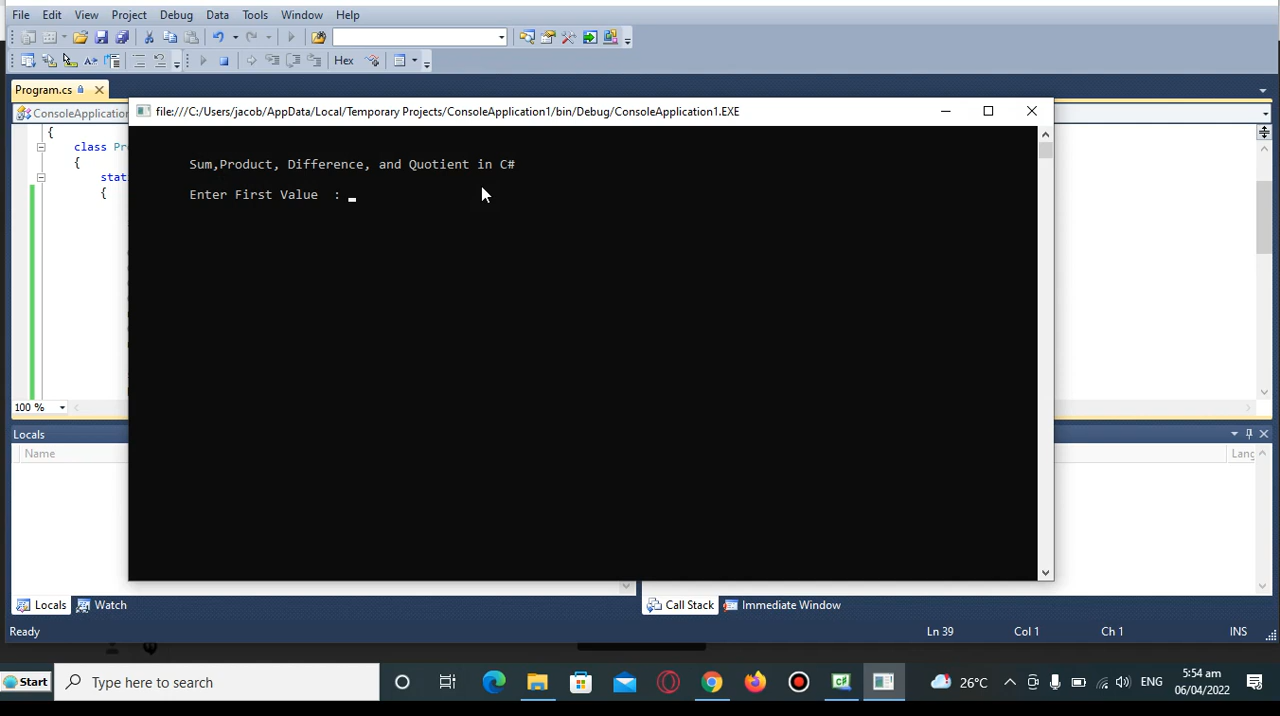 File Edit View Project Debug Data Tools Window Help
Hex
Program.cs
ConsoleApplication
file:///C:/Users/jacob/AppData/Local/Temporary Projects/ConsoleApplication1/bin/Debug/ConsoleApplication1.EXE
{
class Pr
{
stat
{
Sum,Product, Difference, and Quotient in C#
Enter First Value :
100 %
Locals
Name
Lang
Locals Watch
Call Stack Immediate Window
Ready Ln 39 Col 1 Ch 1 INS
Start Type here to search 26°C ENG 5:54 am
06/04/2022